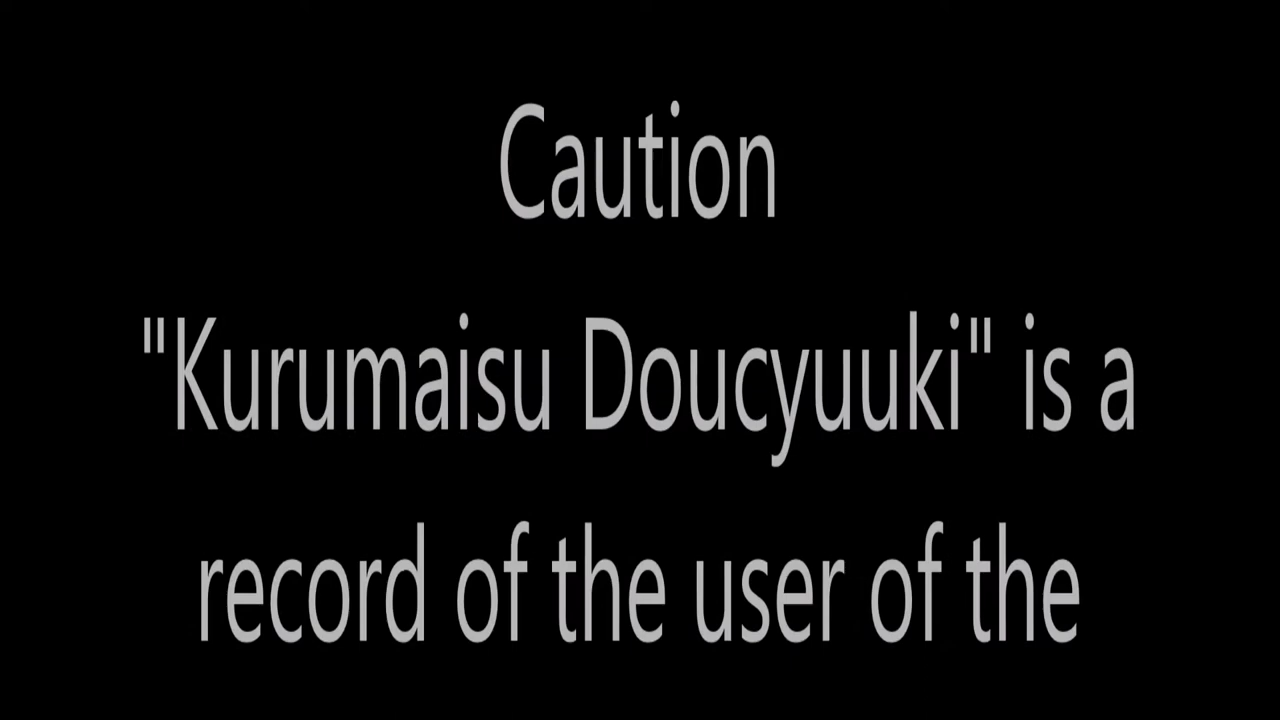 Caution
"Kurumaisu Doucyuuki" is a
record of the user of the